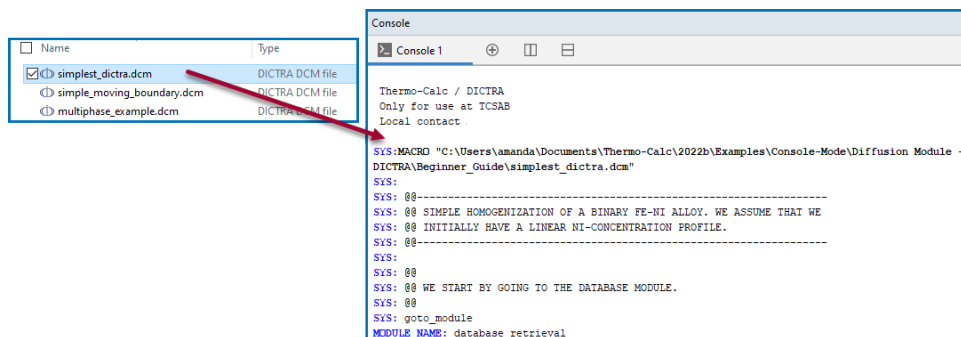 Name Type
simplest_dictra.dcm DICTRA DCM file
simple_moving_boundary.dcm DICTRA DCM file
multiphase_example.dcm DICTRA DCM file
Console
Console 1
Thermo-Calc / DICTRA
Only for use at TCSAB
Local contact
SYS:MACRO "C:\Users\amanda\Documents\Thermo-Calc\2022b\Examples\Console-Mode\Diffusion Module -
DICTRA\Beginner_Guide\simplest_dictra.dcm"
SYS:
SYS: @@---------------------------------------------------------------
SYS: @@ SIMPLE HOMOGENIZATION OF A BINARY FE-NI ALLOY. WE ASSUME THAT WE
SYS: @@ INITIALLY HAVE A LINEAR NI-CONCENTRATION PROFILE.
SYS: @@---------------------------------------------------------------
SYS:
SYS: @@
SYS: @@ WE START BY GOING TO THE DATABASE MODULE.
SYS: @@
SYS: goto_module
MODULE NAME: database retrieval